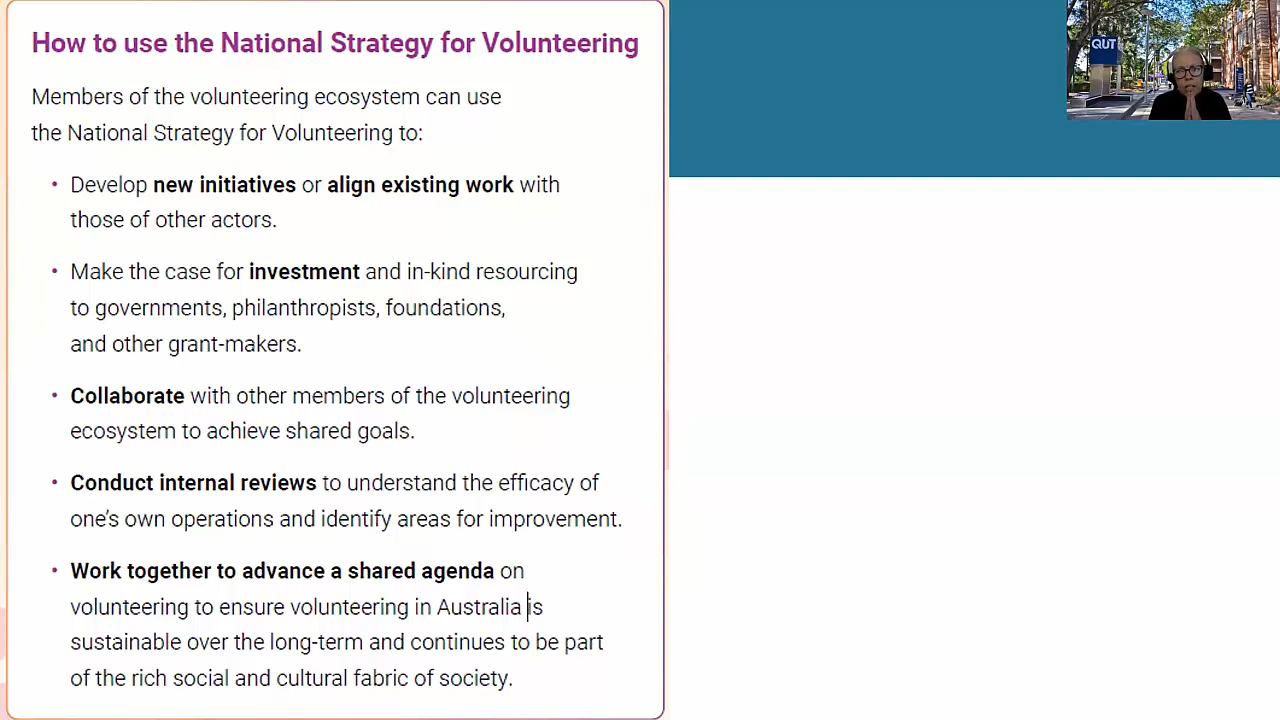 How to use the National Strategy for Volunteering
Members of the volunteering ecosystem can use
the National Strategy for Volunteering to:
• Develop new initiatives or align existing work with
those of other actors.
• Make the case for investment and in-kind resourcing
to governments, philanthropists, foundations,
and other grant-makers.
• Collaborate with other members of the volunteering
ecosystem to achieve shared goals.
• Conduct internal reviews to understand the efficacy of
one’s own operations and identify areas for improvement.
• Work together to advance a shared agenda on
volunteering to ensure volunteering in Australia is
sustainable over the long-term and continues to be part
of the rich social and cultural fabric of society.
QUT